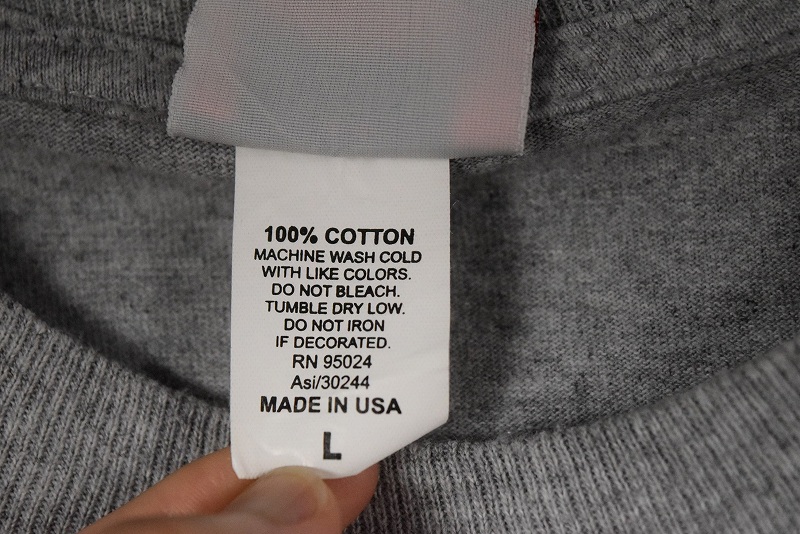 100% COTTON
MACHINE WASH COLD
WITH LIKE COLORS.
DO NOT BLEACH.
TUMBLE DRY LOW.
DO NOT IRON
IF DECORATED.
RN 95024
Asi/30244
MADE IN USA
L